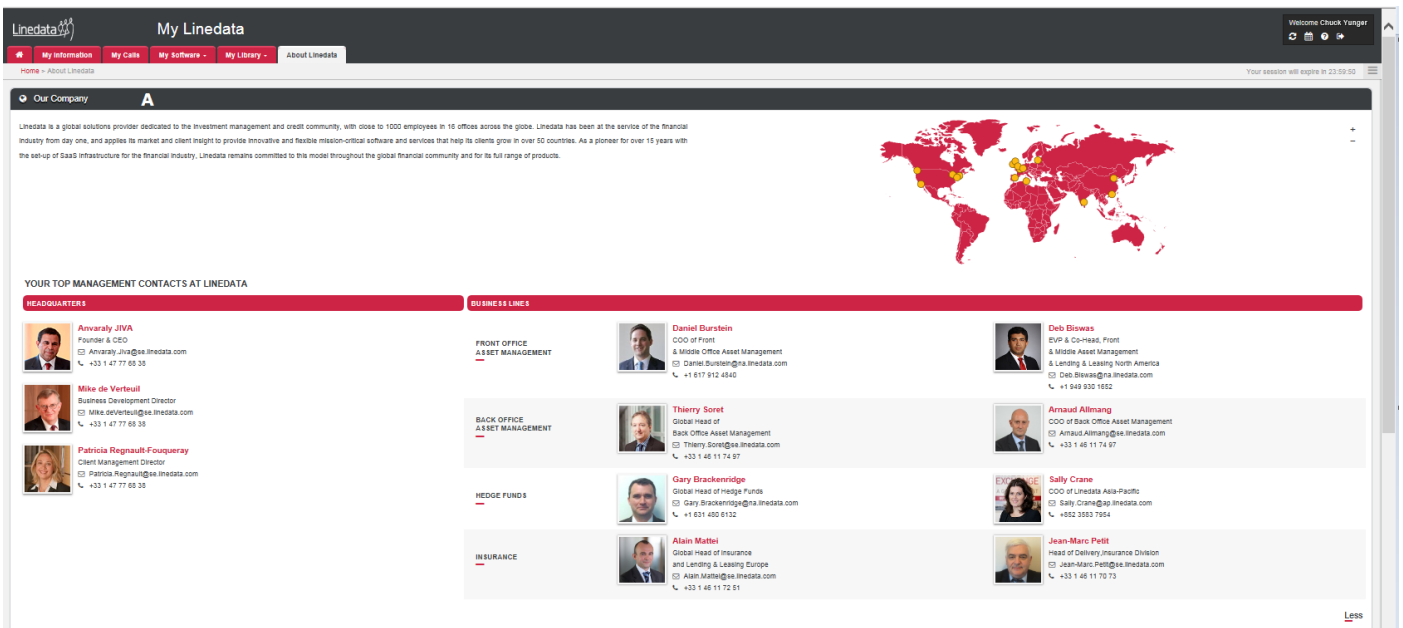 Linedata
My Linedata
Welcome Chuck Yunger
My Information
My Calls
My Software -
My Library -
About Linedata
Home » About Linedata
Your session will expire in 23:59:50
Our Company
A
Linedata is a global solutions provider dedicated to the investment management and credit community, with close to 1000 employees in 16 offices across the globe. Linedata has been at the service of the financial
industry from day one, and applies its market and client insight to provide innovative and flexible mission-critical software and services that help its clients grow in over 50 countries. As a pioneer for over 15 years with
the set-up of SaaS infrastructure for the financial industry, Linedata remains committed to this model throughout the global financial community and for its full range of products.
+
−
YOUR TOP MANAGEMENT CONTACTS AT LINEDATA
HEADQUARTERS
Anvaraly JIVA
Founder & CEO
Anvaraly.Jiva@se.linedata.com
+33 1 47 77 68 38
Mike de Verteuil
Business Development Director
Mike.deVerteuil@se.linedata.com
+33 1 47 77 68 38
Patricia Regnault-Fouqueray
Client Management Director
Patricia.Regnault@se.linedata.com
+33 1 47 77 68 38
BUSINESS LINES
FRONT OFFICE
ASSET MANAGEMENT
Daniel Burstein
COO of Front
& Middle Office Asset Management
Daniel.Burstein@na.linedata.com
+1 617 912 4840
Deb Biswas
EVP & Co-Head, Front
& Middle Asset Management
& Lending & Leasing North America
Deb.Biswas@na.linedata.com
+1 949 930 1652
BACK OFFICE
ASSET MANAGEMENT
Thierry Soret
Global Head of
Back Office Asset Management
Thierry.Soret@se.linedata.com
+33 1 46 11 74 97
Arnaud Allmang
COO of Back Office Asset Management
Arnaud.Allmang@se.linedata.com
+33 1 46 11 74 97
HEDGE FUNDS
Gary Brackenridge
Global Head of Hedge Funds
Gary.Brackenridge@na.linedata.com
+1 631 480 6132
Sally Crane
COO of Linedata Asia-Pacific
Sally.Crane@ap.linedata.com
+852 3583 7954
INSURANCE
Alain Mattei
Global Head of Insurance
and Lending & Leasing Europe
Alain.Mattei@se.linedata.com
+33 1 46 11 72 51
Jean-Marc Petit
Head of Delivery,Insurance Division
Jean-Marc.Petit@se.linedata.com
+33 1 46 11 70 73
Less